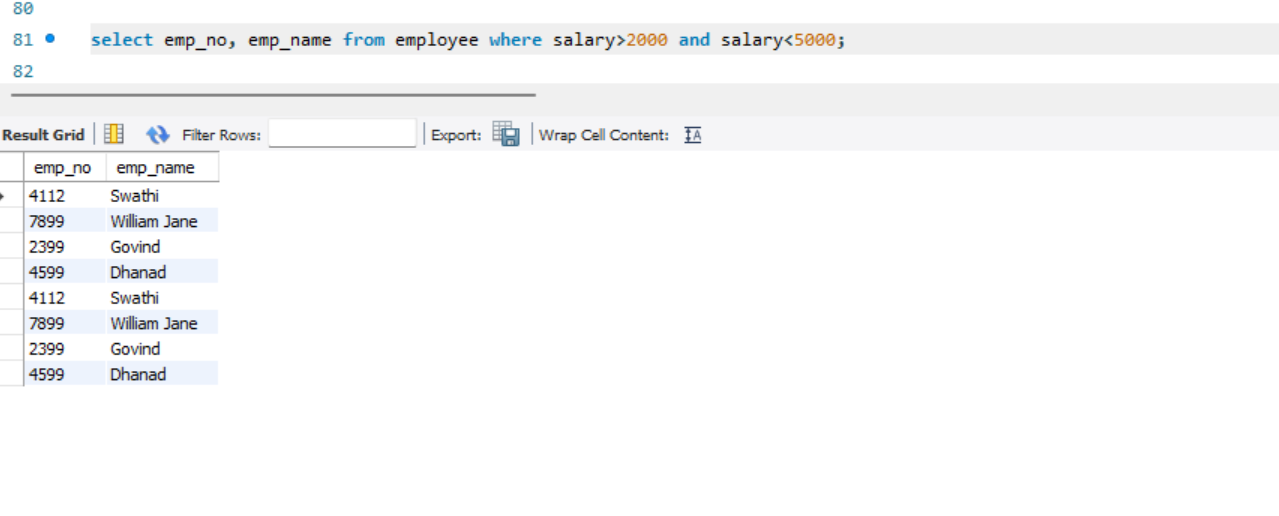 80
81 select emp_no, emp_name from employee where salary>2000 and salary<5000;
82
Result Grid Filter Rows: Export: Wrap Cell Content: IA
emp_no emp_name
4112 Swathi
7899 William Jane
2399 Govind
4599 Dhanad
4112 Swathi
7899 William Jane
2399 Govind
4599 Dhanad